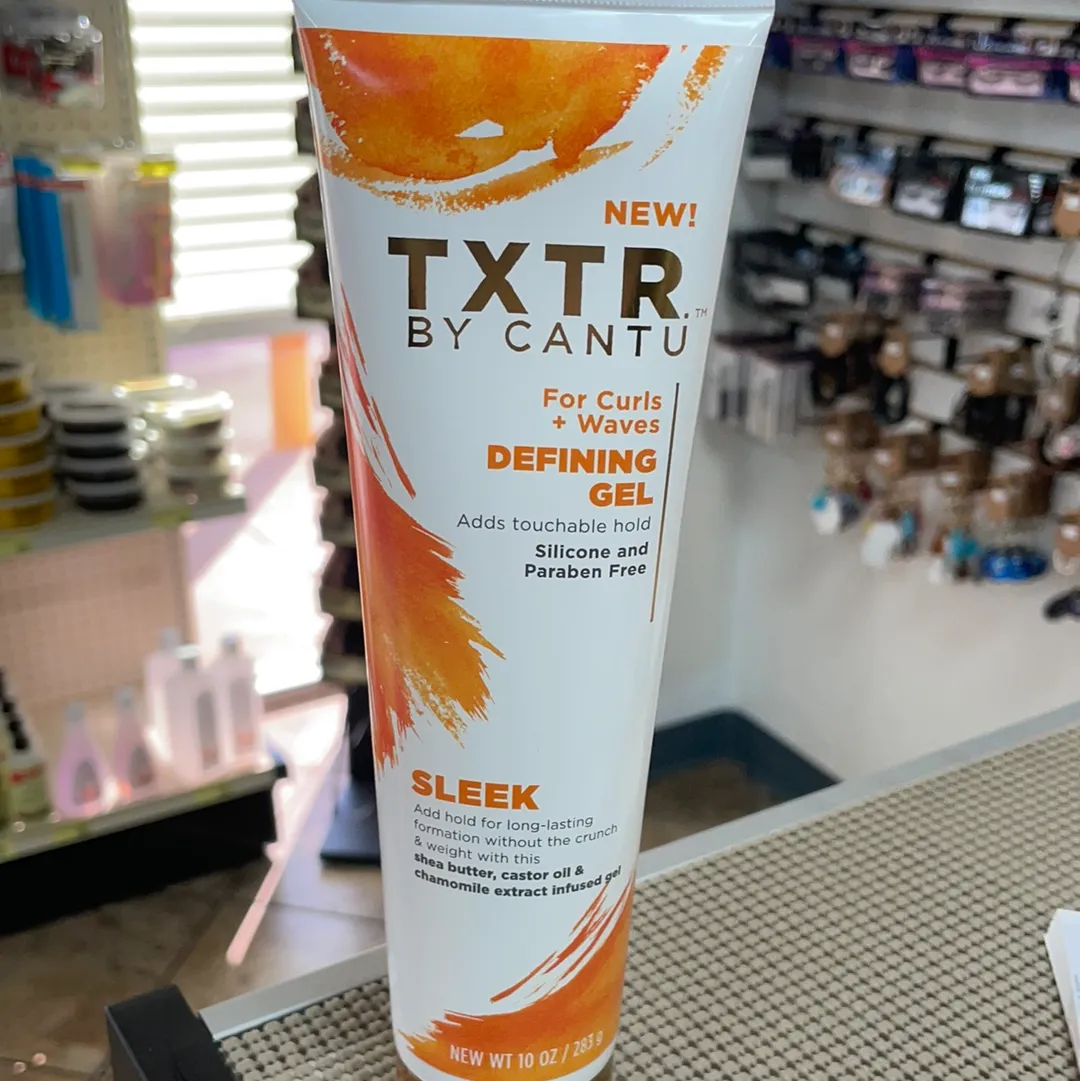 NEW!
TXTR.™
BY CANTU
For Curls
+ Waves
DEFINING
GEL
Adds touchable hold
Silicone and
Paraben Free
SLEEK
Add hold for long-lasting
formation without the crunch
& weight with this
shea butter, castor oil &
chamomile extract infused gel
NEW WT 10 OZ / 283 g